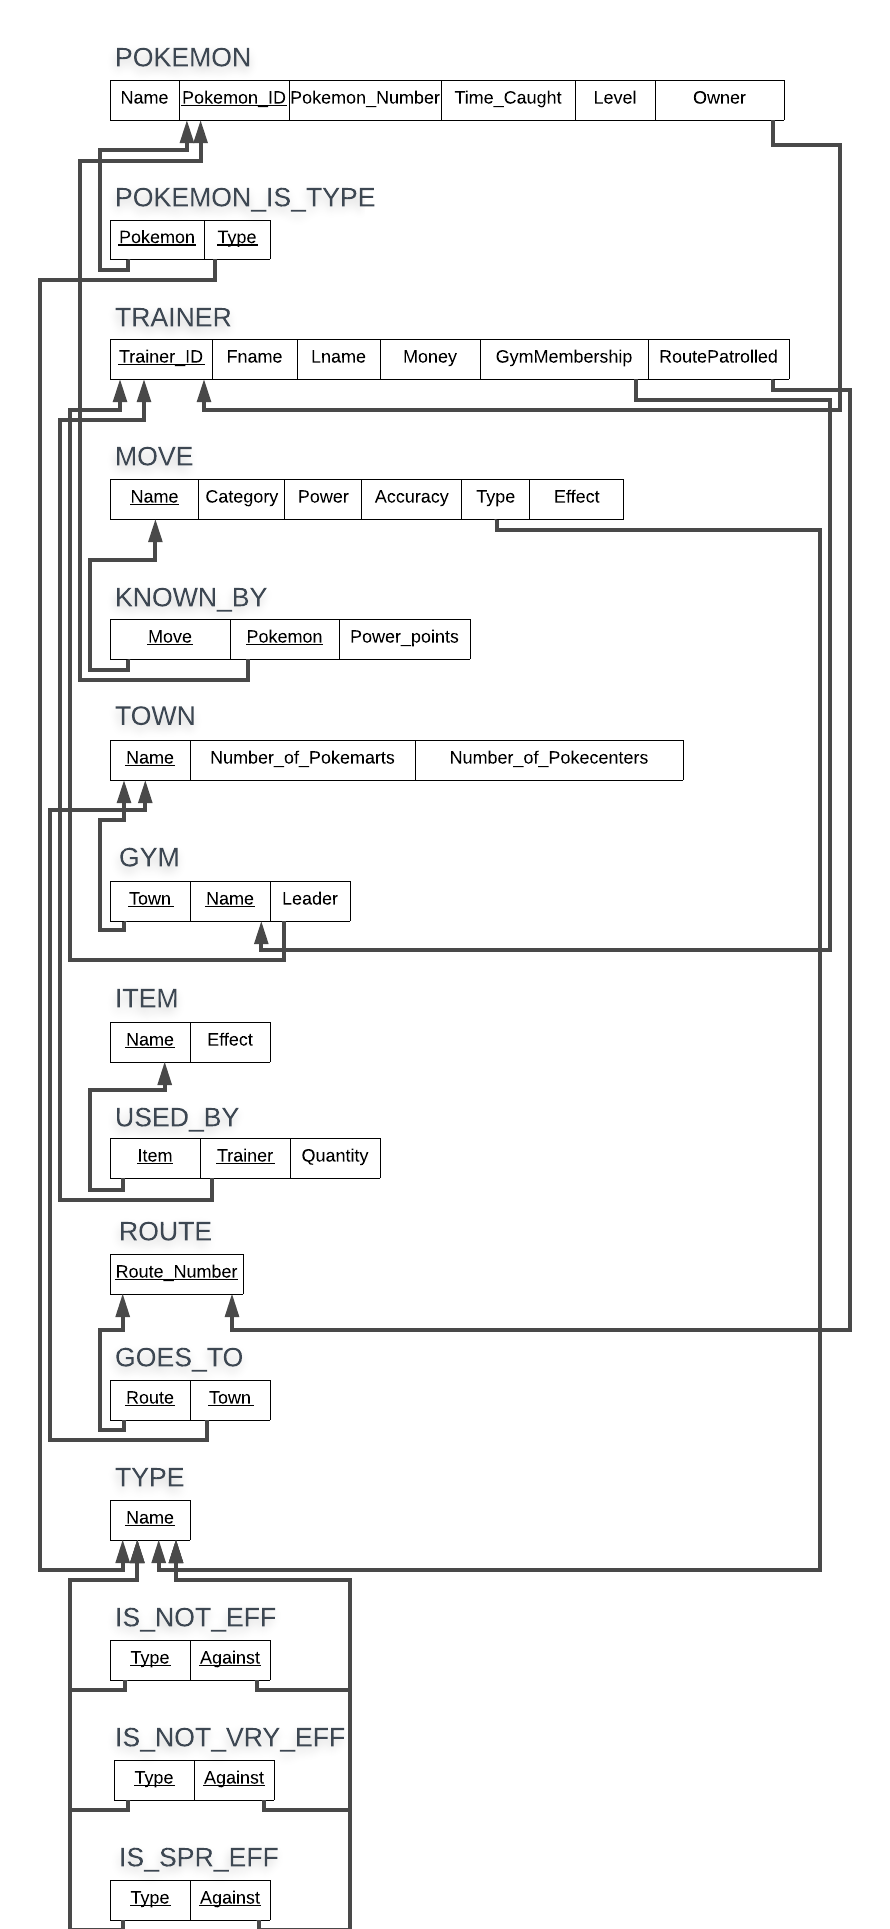 POKEMON
Name Pokemon_ID Pokemon_Number Time_Caught Level Owner
POKEMON_IS_TYPE
Pokemon Type
TRAINER
Trainer_ID Fname Lname Money GymMembership RoutePatrolled
MOVE
Name Category Power Accuracy Type Effect
KNOWN_BY
Move Pokemon Power_points
TOWN
Name Number_of_Pokemarts Number_of_Pokecenters
GYM
Town Name Leader
ITEM
Name Effect
USED_BY
Item Trainer Quantity
ROUTE
Route_Number
GOES_TO
Route Town
TYPE
Name
IS_NOT_EFF
Type Against
IS_NOT_VRY_EFF
Type Against
IS_SPR_EFF
Type Against